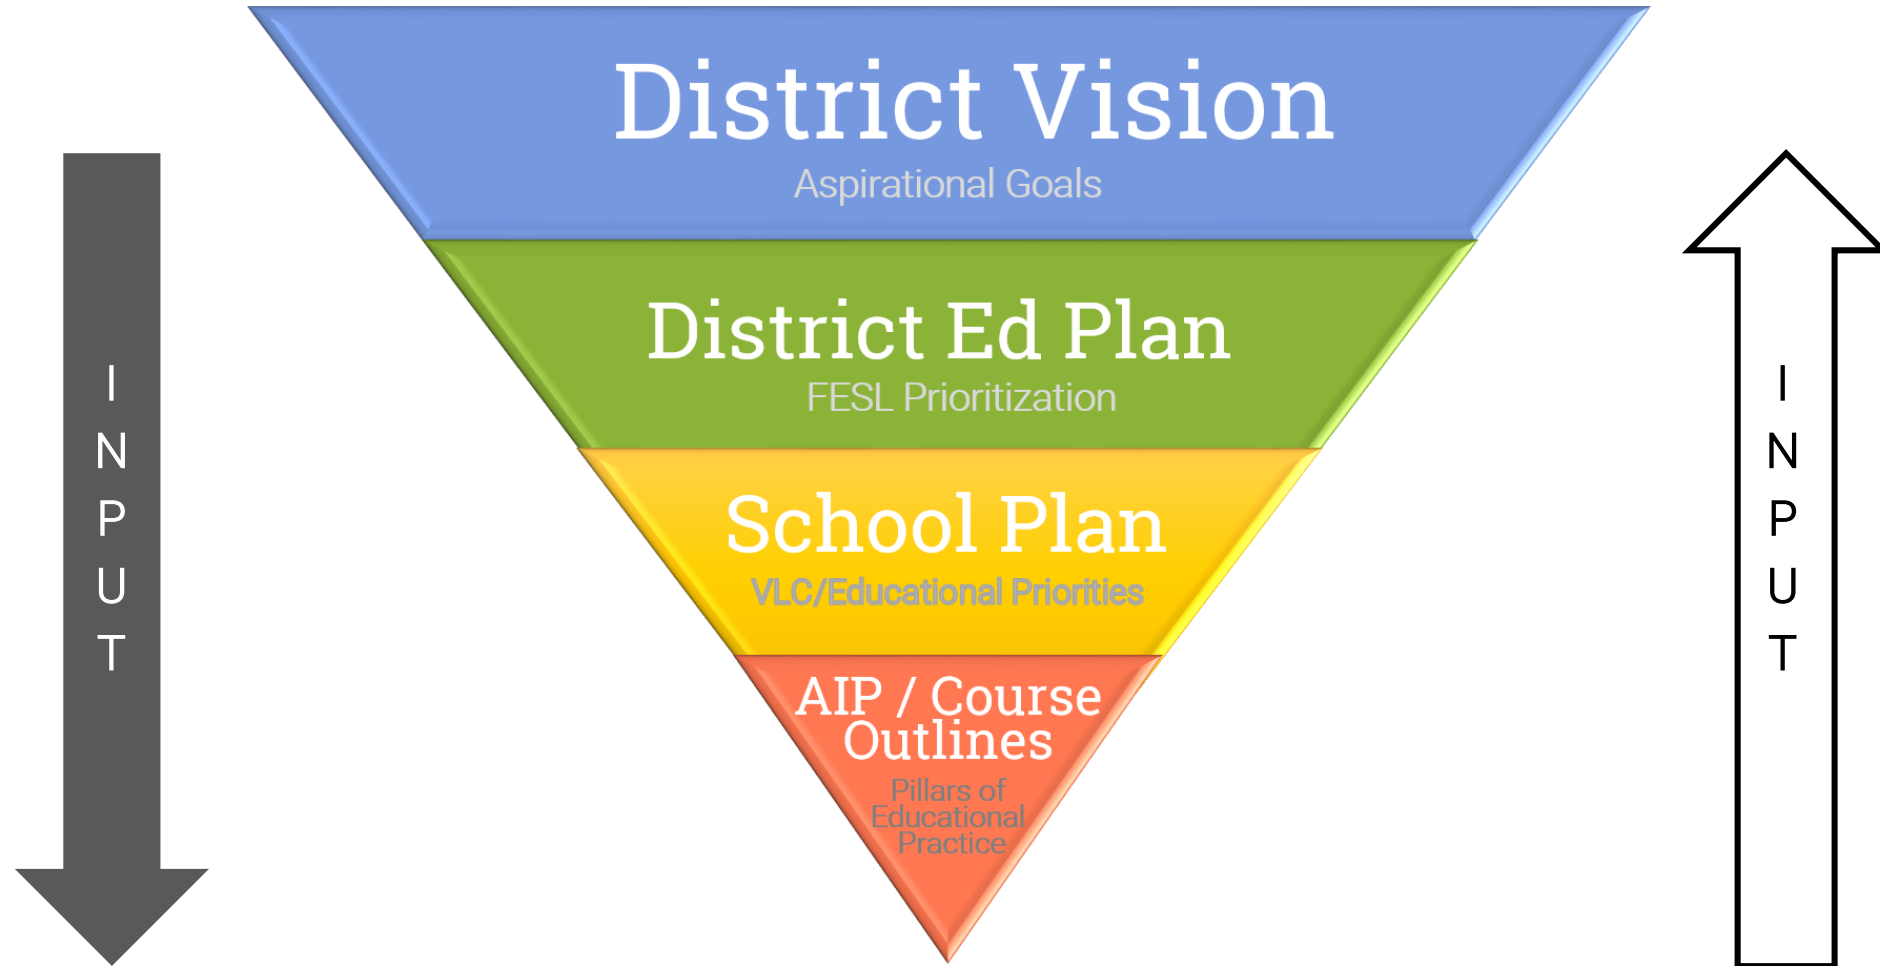 District Vision
Aspirational Goals
District Ed Plan
FESL Prioritization
School Plan
VLC/Educational Priorities
AIP / Course
Outlines
Pillars of
Educational
Practice
I
N
P
U
T
I
N
P
U
T